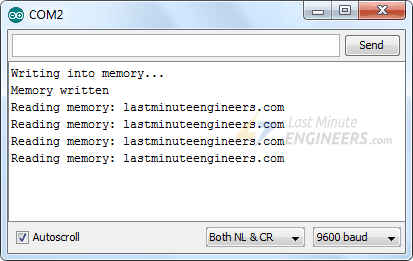 COM2
Send
Writing into memory...
Memory written
Reading memory: lastminuteengineers.com
Reading memory: lastminuteengineers.com
Reading memory: lastminuteengineers.com
Reading memory: lastminuteengineers.com
Last Minute
ENGINEERS.com
Autoscroll
Both NL & CR
9600 baud